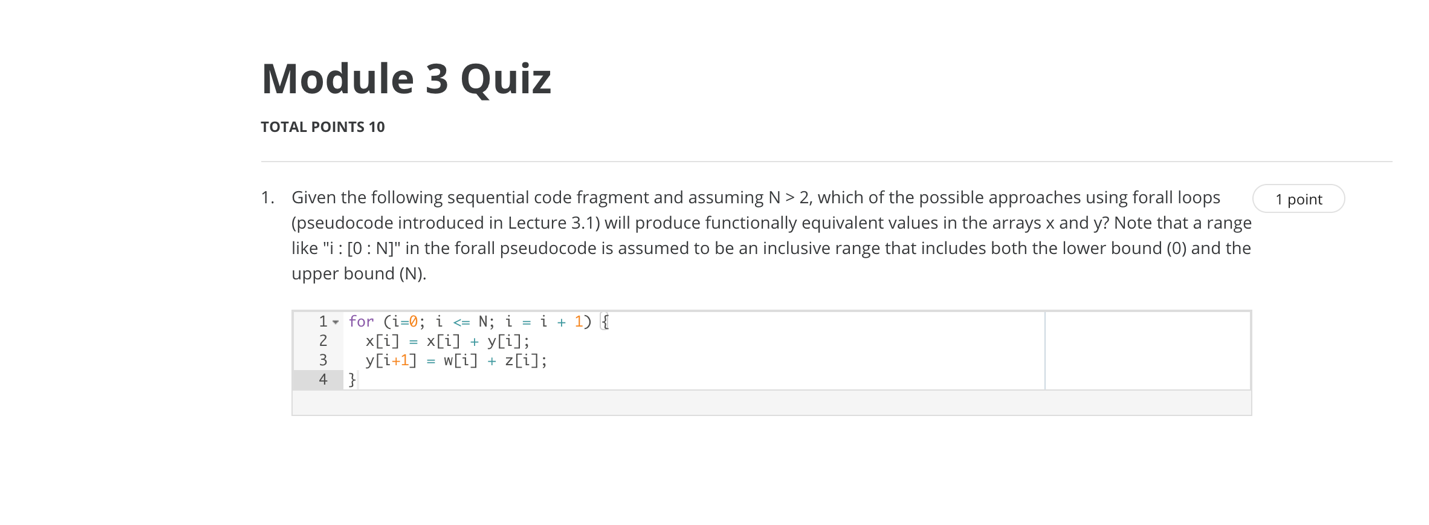 Module 3 Quiz
TOTAL POINTS 10
1. Given the following sequential code fragment and assuming N > 2, which of the possible approaches using forall loops
1 point
(pseudocode introduced in Lecture 3.1) will produce functionally equivalent values in the arrays x and y? Note that a range
like "i : [0 : N]" in the forall pseudocode is assumed to be an inclusive range that includes both the lower bound (0) and the
upper bound (N).
1 for (i=0; i <= N; i = i + 1) {
2 x[i] = x[i] + y[i];
3 y[i+1] = w[i] + z[i];
4 }